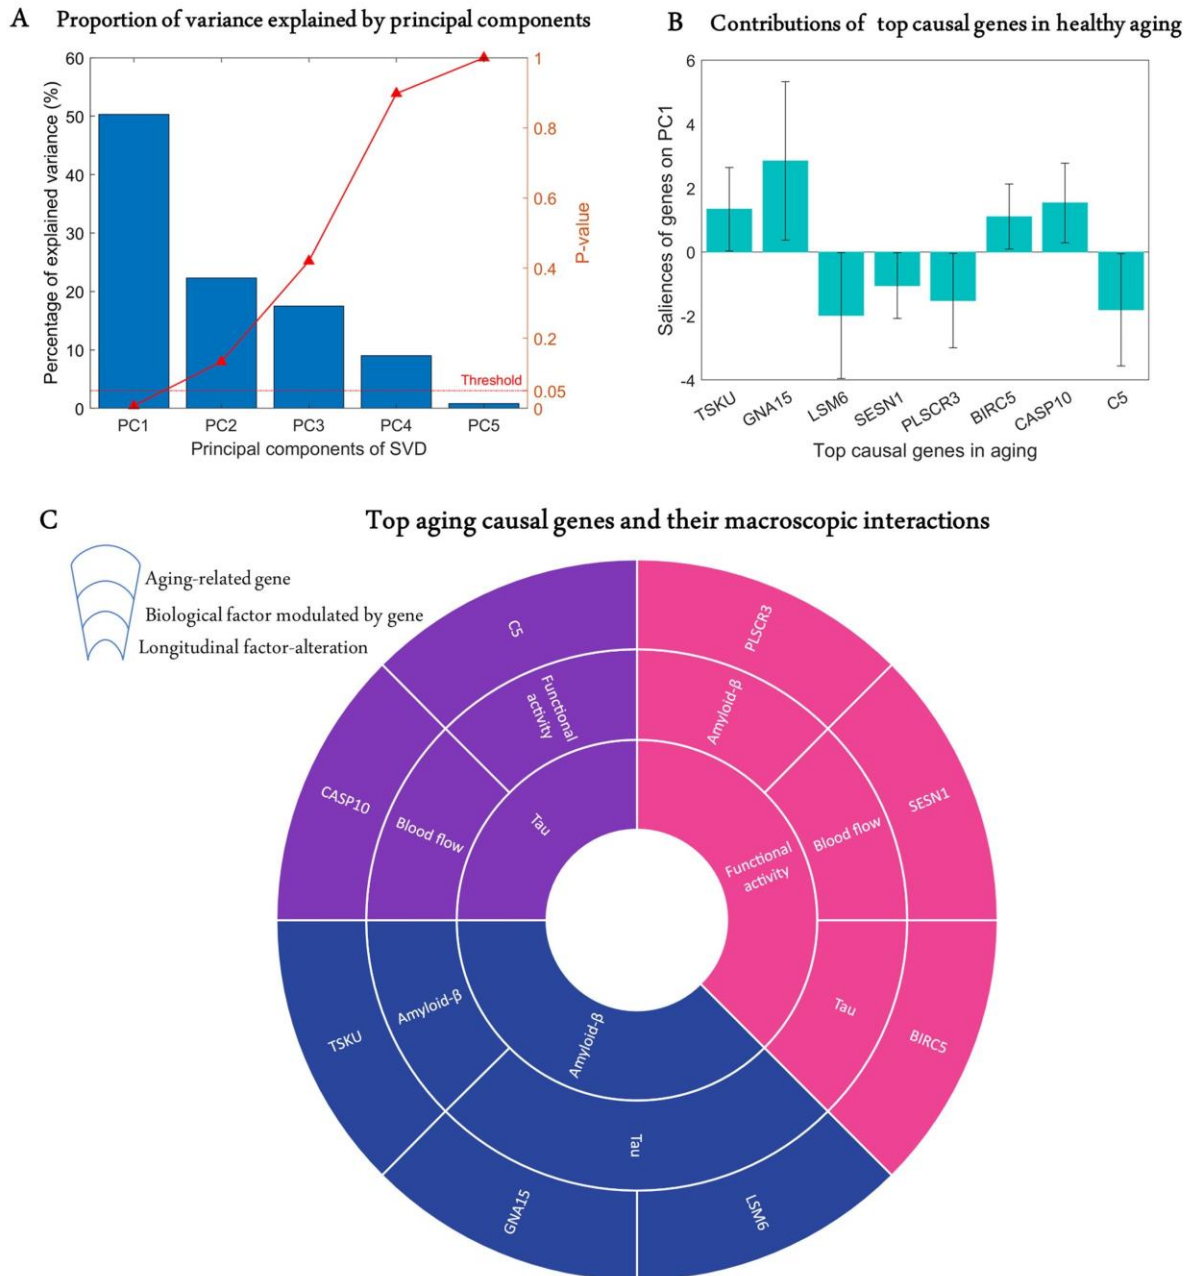 A Proportion of variance explained by principal components
Percentage of explained variance (%)
60
50
40
30
20
10
0
1
0.8
0.6
0.4
0.2
0.05
0
P-value
Threshold
PC1 PC2 PC3 PC4 PC5
Principal components of SVD
B Contributions of top causal genes in healthy aging
Saliences of genes on PC1
6
4
2
0
-2
-4
TSKU GNA15 LSM6 SESN1 PLSCR3 BIRC5 CASP10 C5
Top causal genes in aging
C Top aging causal genes and their macroscopic interactions
Aging-related gene
Biological factor modulated by gene
Longitudinal factor-alteration
C5
PLSCR3
Functional
activity
Amyloid-β
CASP10
Blood flow
Tau
Functional
activity
Blood flow
SESN1
TSKU
Amyloid-β
Amyloid-β
Tau
BIRC5
Tau
GNA15
LSM6